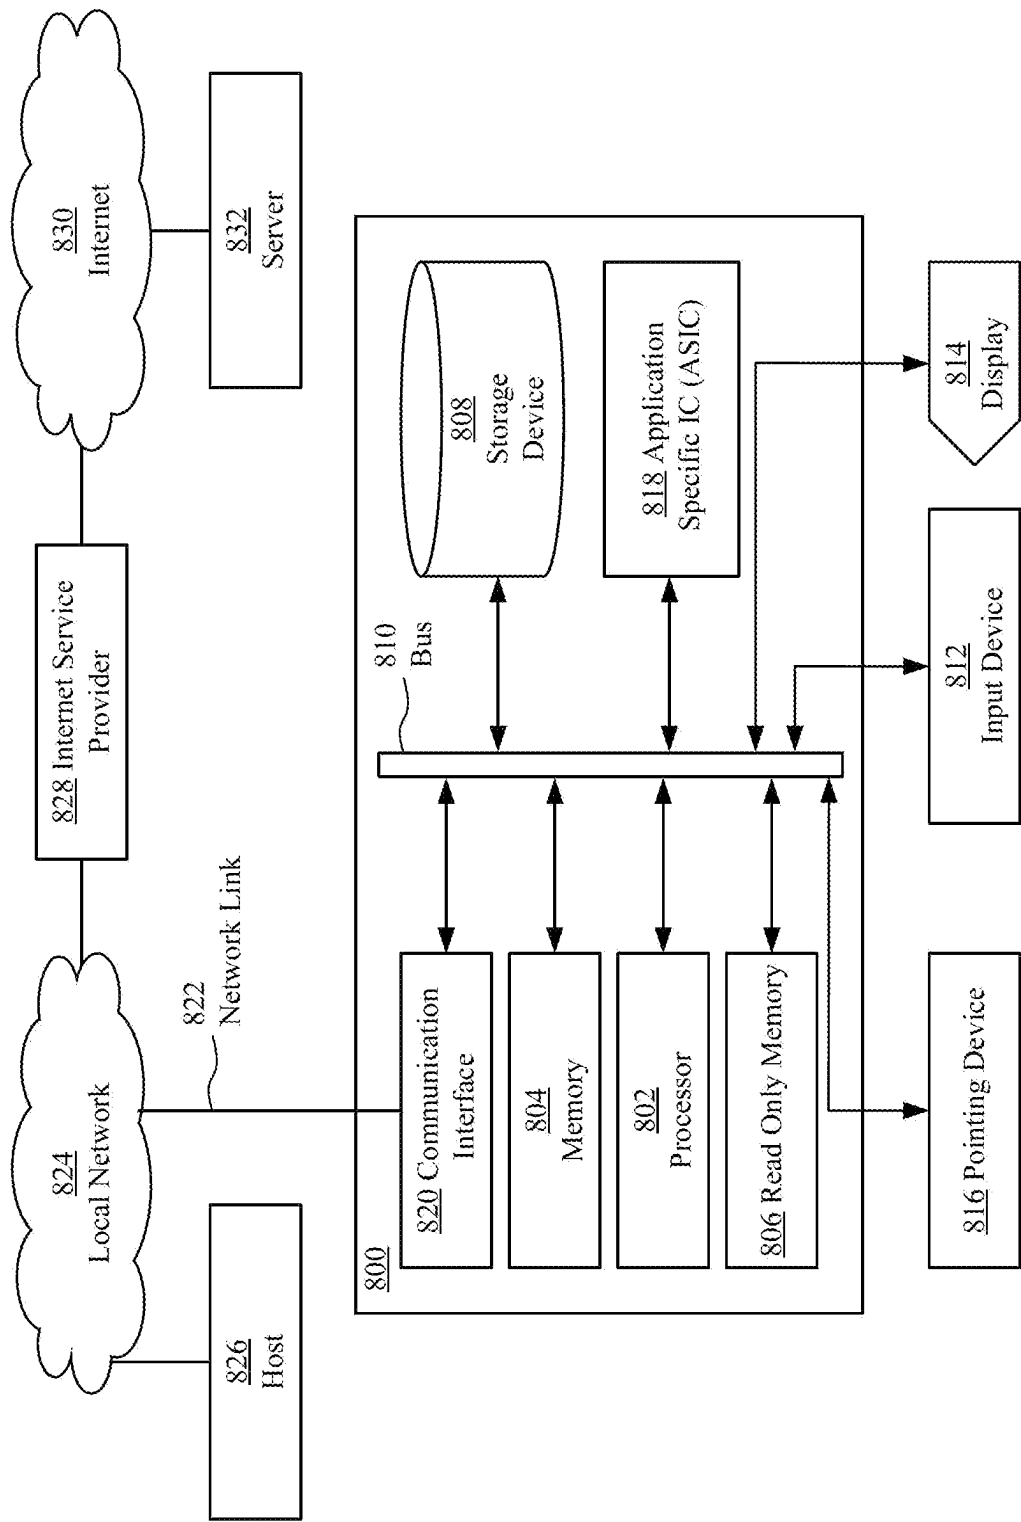 826
Host
824
Local Network
822
Network Link
828 Internet Service
Provider
830
Internet
832
Server
800
820 Communication
Interface
804
Memory
802
Processor
806 Read Only Memory
810
Bus
808
Storage
Device
818 Application
Specific IC (ASIC)
816 Pointing Device
812
Input Device
814
Display